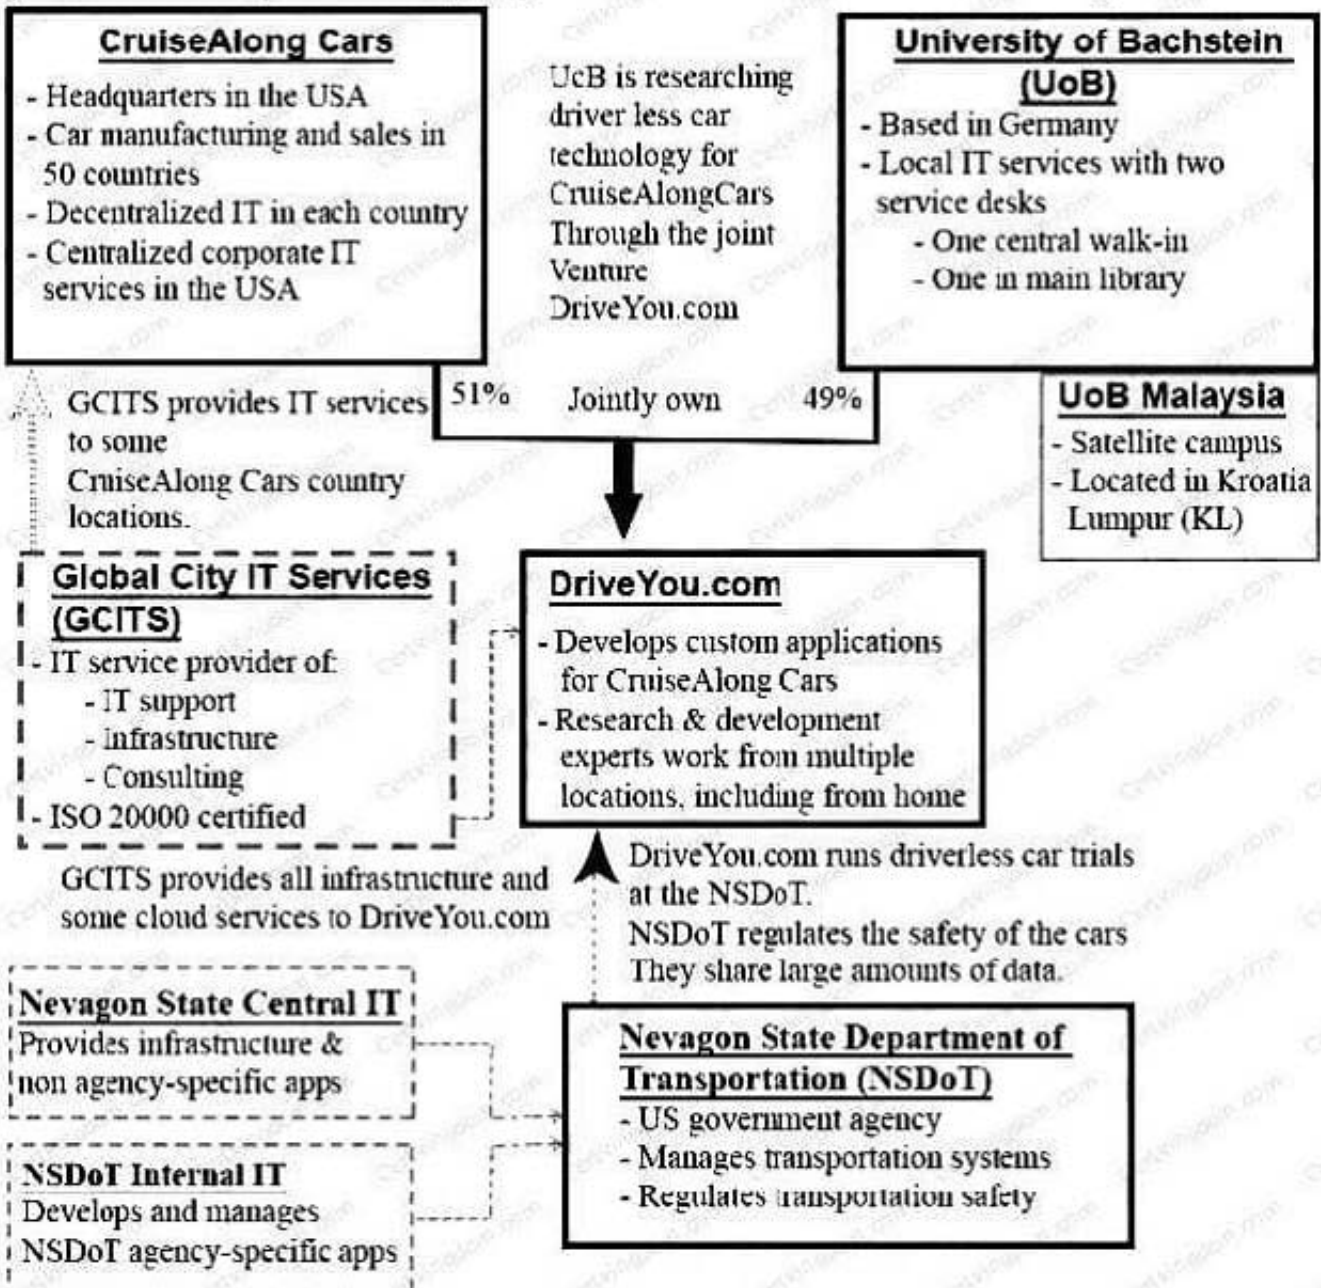 CruiseAlong Cars
- Headquarters in the USA
- Car manufacturing and sales in
50 countries
- Decentralized IT in each country
- Centralized corporate IT
services in the USA
UcB is researching
driver less car
technology for
CruiseAlongCars
Through the joint
Venture
DriveYou.com
University of Bachstein
(UoB)
- Based in Germany
- Local IT services with two
service desks
- One central walk-in
- One in main library
51% Jointly own 49%
UoB Malaysia
- Satellite campus
- Located in Kroatia
Lumpur (KL)
GCITS provides IT services
to some
CruiseAlong Cars country
locations.
Global City IT Services
(GCITS)
- IT service provider of:
- IT support
- Infrastructure
- Consulting
- ISO 20000 certified
DriveYou.com
- Develops custom applications
for CruiseAlong Cars
- Research & development
experts work from multiple
locations, including from home
GCITS provides all infrastructure and
some cloud services to DriveYou.com
DriveYou.com runs driverless car trials
at the NSDoT.
NSDoT regulates the safety of the cars
They share large amounts of data.
Nevagon State Central IT
Provides infrastructure &
non agency-specific apps
NSDoT Internal IT
Develops and manages
NSDoT agency-specific apps
Nevagon State Department of
Transportation (NSDoT)
- US government agency
- Manages transportation systems
- Regulates transportation safety